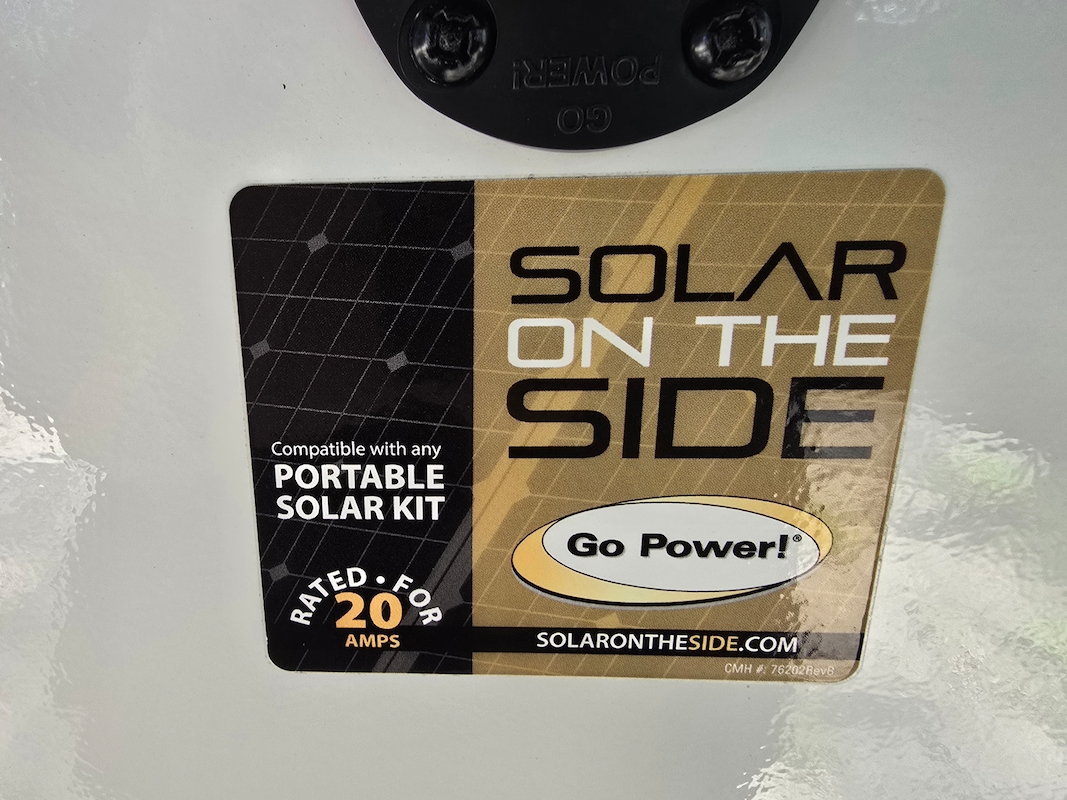 GO
POWER!
SOLAR
ON THE
SIDE
Compatible with any
PORTABLE
SOLAR KIT
RATED • FOR
20
AMPS
Go Power!®
SOLARONTHESIDE.COM
CMH #: 76202RevB